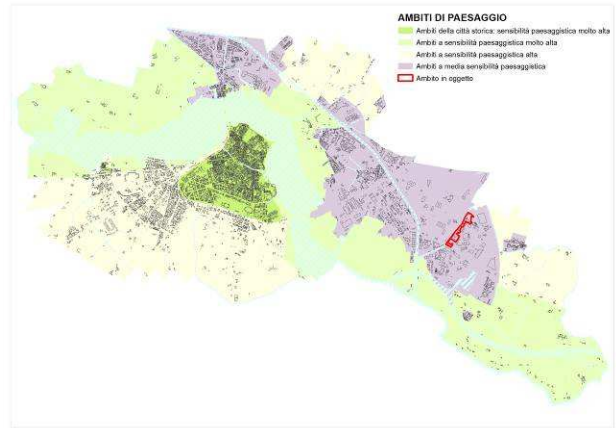 AMBITI DI PAESAGGIO
Ambiti della città storica: sensibilità paesaggistica molto alta
Ambiti a sensibilità paesaggistica molto alta
Ambiti a sensibilità paesaggistica alta
Ambiti a media sensibilità paesaggistica
Ambito in oggetto